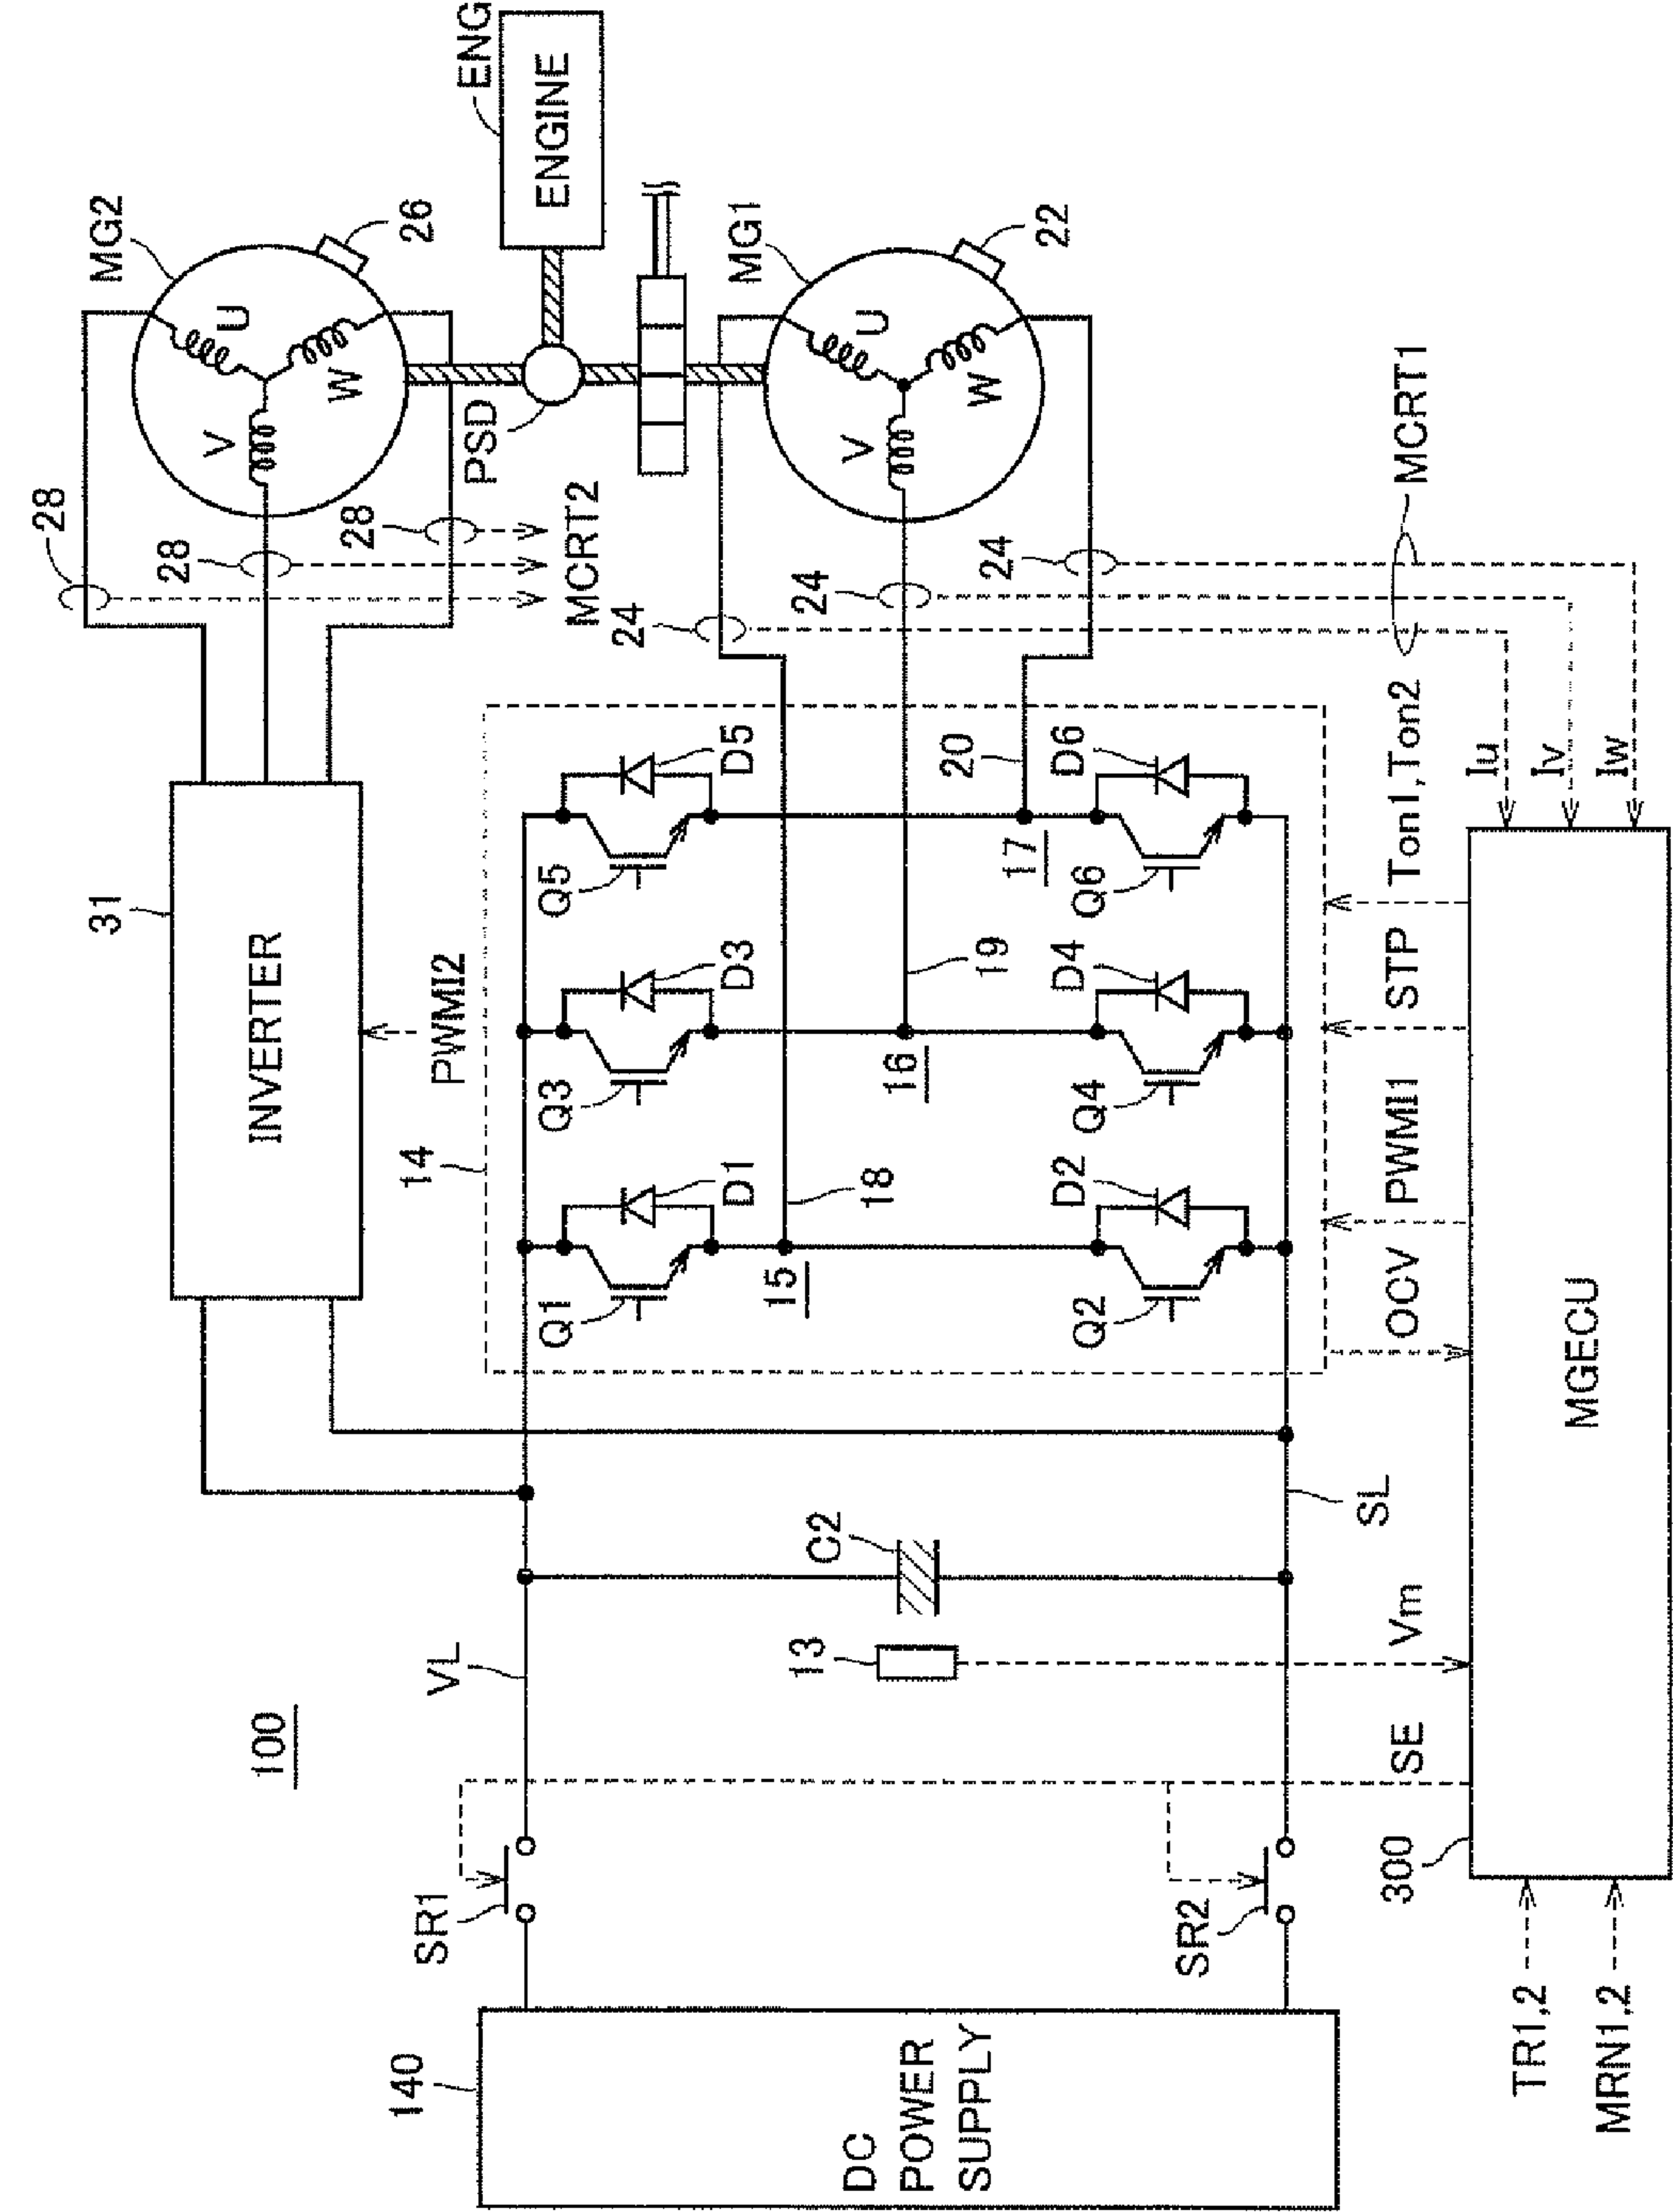 100
140
DC
POWER
SUPPLY
SR1
SR2
VL
SL
13
C2
31
INVERTER
PWMI2
14
Q1
D1
Q3
D3
Q5
D5
15
16
17
18
19
20
Q2
D2
Q4
D4
Q6
D6
28
28
28
MCRT2
MG2
U
V
W
26
PSD
ENG
ENGINE
MG1
U
V
W
22
24
24
24
MCRT1
SE
Vm
OCV
PWMI1
STP
Ton1,Ton2
Iu
Iv
Iw
300
MGECU
TR1,2
MRN1,2